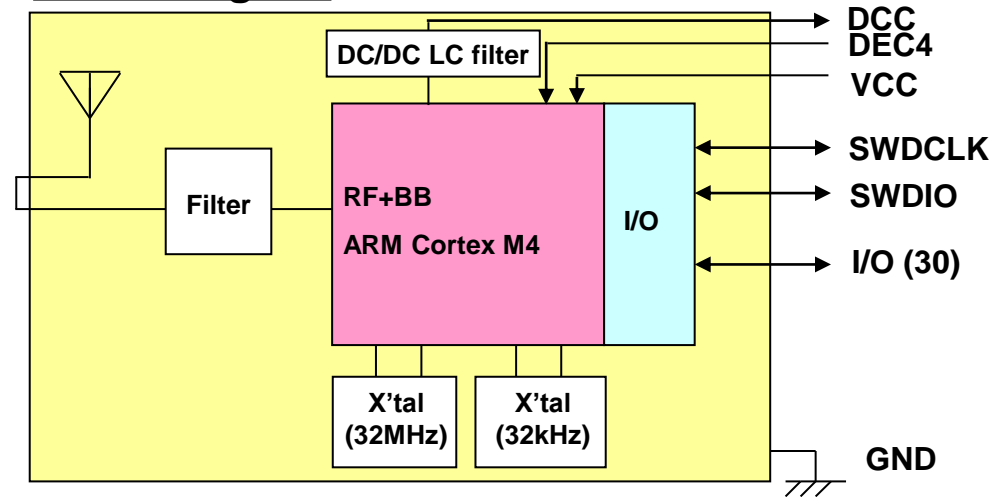 DCC
DC/DC LC filter
DEC4
VCC
SWDCLK
Filter
RF+BB
SWDIO
I/O
ARM Cortex M4
I/O (30)
X’tal
(32MHz)
X’tal
(32kHz)
GND